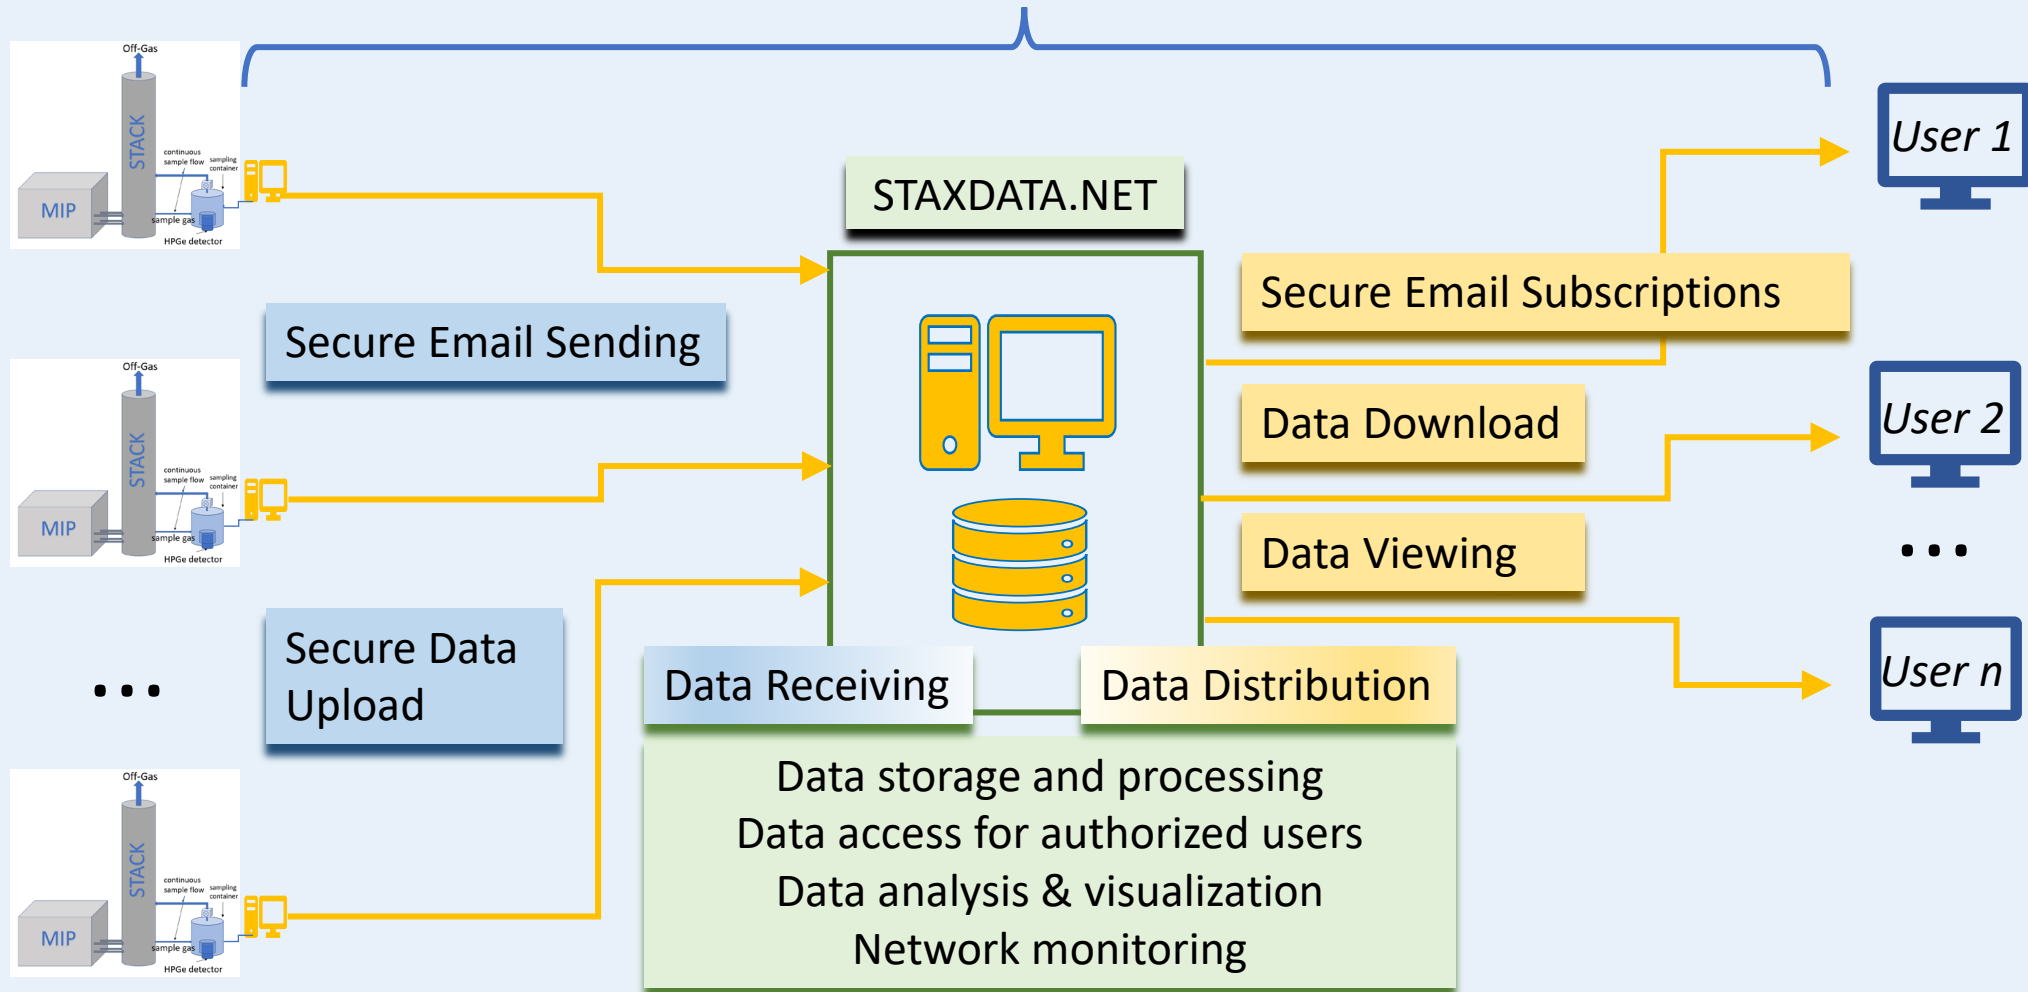 Off-Gas
STACK
continuous
sample flow
sampling
container
MIP
sample gas
HPGe detector
Secure Email Sending
Off-Gas
STACK
continuous
sample flow
sampling
container
MIP
sample gas
HPGe detector
...
Secure Data
Upload
Off-Gas
STACK
continuous
sample flow
sampling
container
MIP
sample gas
HPGe detector
STAXDATA.NET
Data Receiving
Data Distribution
Data storage and processing
Data access for authorized users
Data analysis & visualization
Network monitoring
Secure Email Subscriptions
Data Download
Data Viewing
User 1
User 2
...
User n